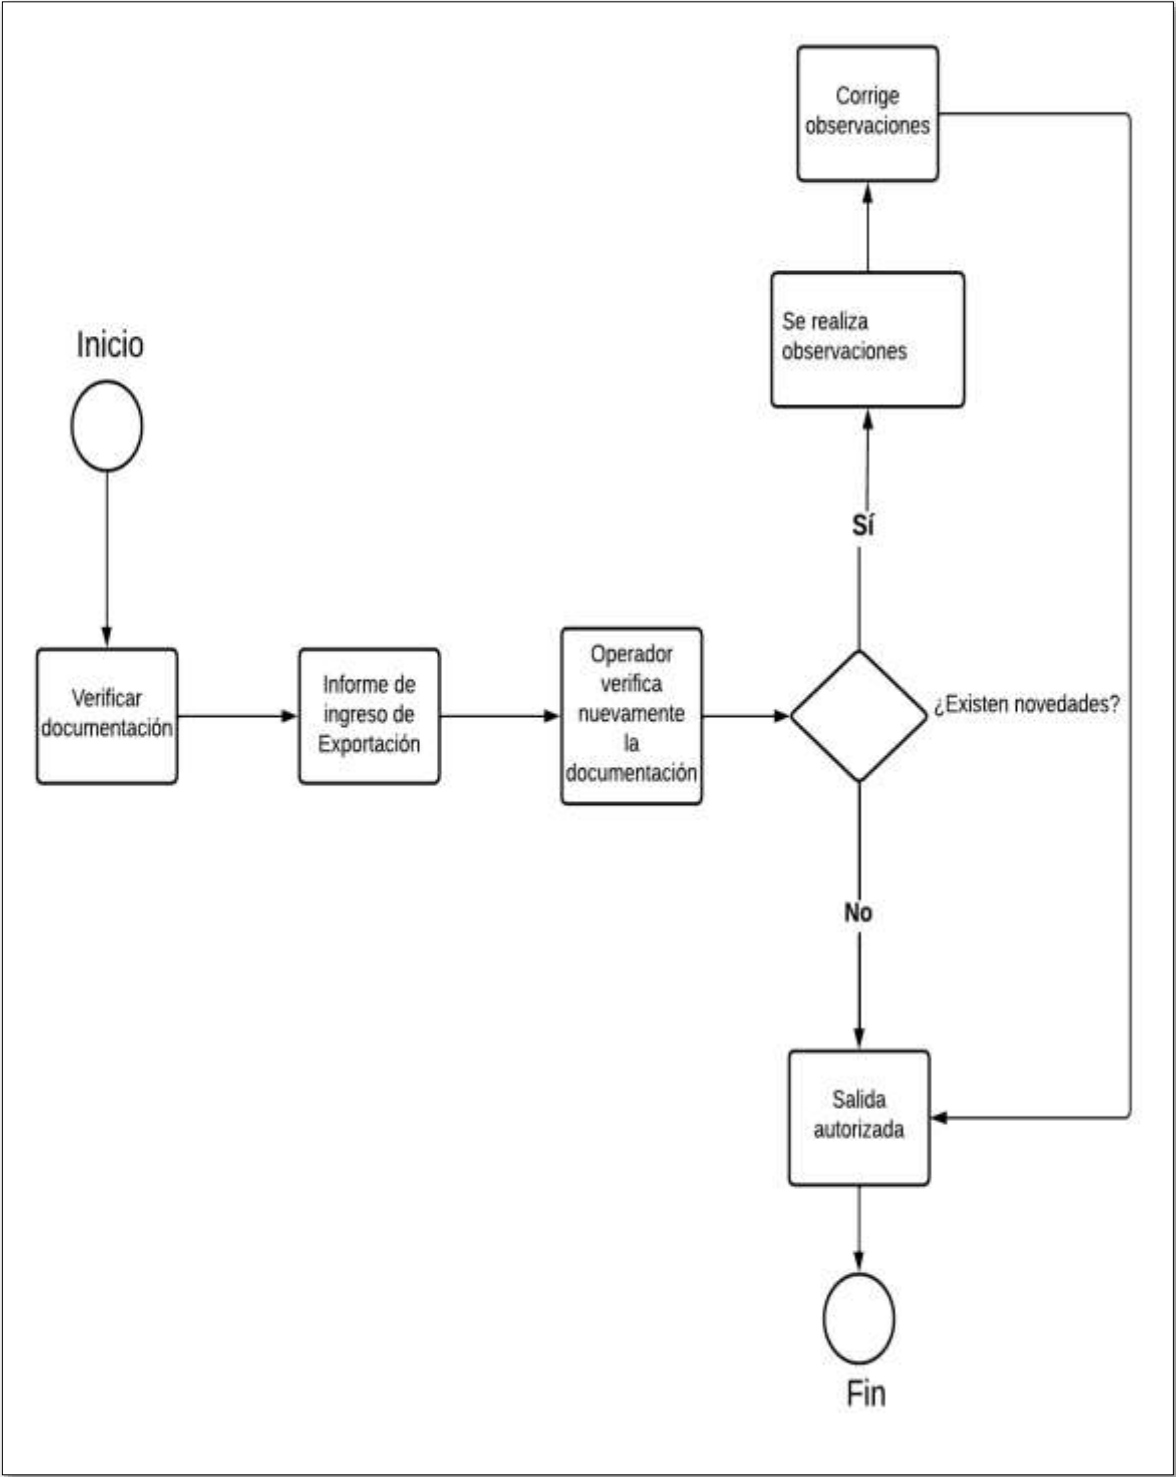 Inicio
Verificar
documentación
Informe de
ingreso de
Exportación
Operador
verifica
nuevamente
la
documentación
¿Existen novedades?
Sí
Se realiza
observaciones
Corrige
observaciones
No
Salida
autorizada
Fin